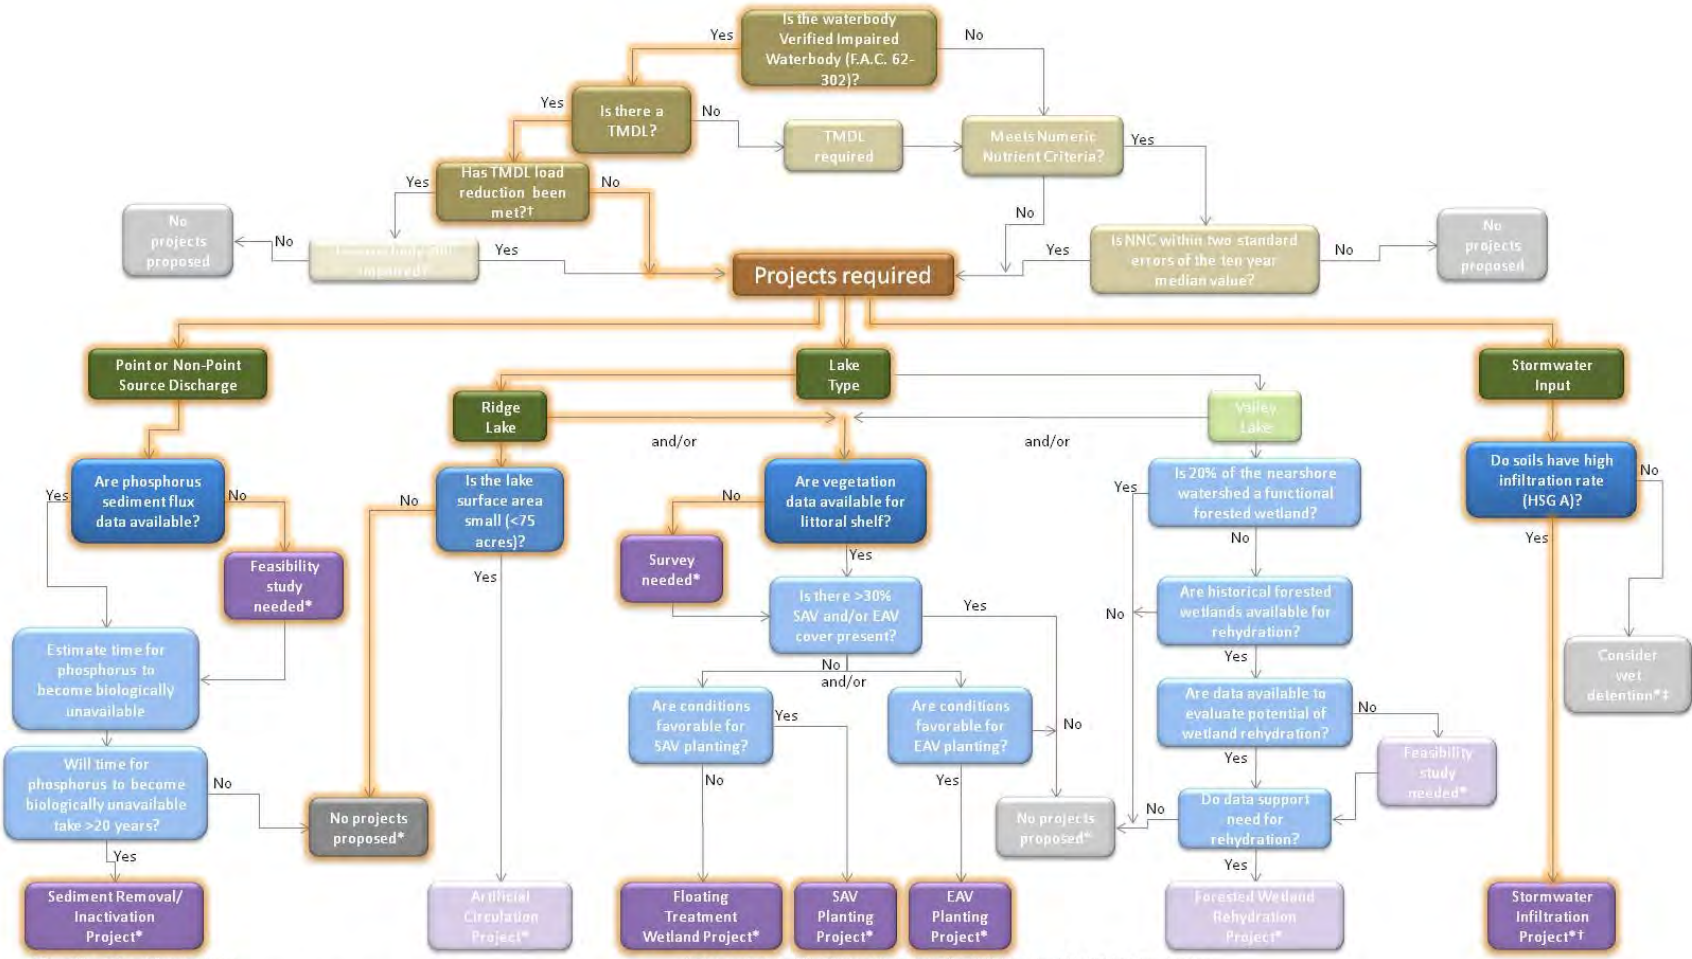 Is the waterbody
Verified Impaired
Waterbody (F.A.C. 62-
302)?
Yes
No
Is there a
TMDL?
Yes
No
TMDL
required
Meets Numeric
Nutrient Criteria?
Yes
No
Has TMDL load
reduction been
met?†
Yes
No
No
projects
proposed
No
impaired?
Yes
Projects required
Yes
Is NNC within two standard
errors of the ten year
median value?
No
No
projects
proposed
Point or Non-Point
Source Discharge
Lake
Type
Stormwater
Input
Ridge
Lake
Valley
Lake
and/or
and/or
Are phosphorus
sediment flux
data available?
Yes
No
Feasibility
study
needed*
Estimate time for
phosphorus to
become biologically
unavailable
Will time for
phosphorus to become
biologically unavailable
take >20 years?
No
Yes
Sediment Removal/
Inactivation
Project*
Is the lake
surface area
small (<75
acres)?
No
Yes
No projects
proposed*
Artificial
Circulation
Project*
Are vegetation
data available for
littoral shelf?
No
Yes
Survey
needed*
Is there >30%
SAV and/or EAV
cover present?
Yes
No
and/or
Are conditions
favorable for
SAV planting?
Yes
No
Are conditions
favorable for
EAV planting?
No
Yes
Floating
Treatment
Wetland Project*
SAV
Planting
Project*
EAV
Planting
Project*
Is 20% of the nearshore
watershed a functional
forested wetland?
Yes
No
Are historical forested
wetlands available for
rehydration?
No
Yes
Are data available to
evaluate potential of
wetland rehydration?
No
Yes
Feasibility
study
needed*
Do data support
need for
rehydration?
No
Yes
No projects
proposed*
Forested Wetland
Rehydration
Project*
Do soils have high
infiltration rate
(HSG A)?
No
Yes
Consider
wet
detention*‡
Stormwater
Infiltration
Project*†